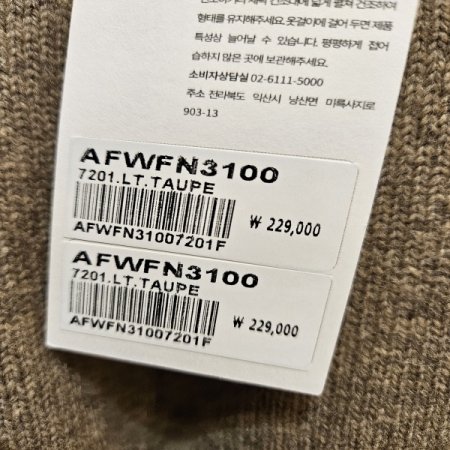 형태를 유지해주세요. 옷걸이에 걸어 두면 제품
특성상 늘어날 수 있습니다. 평평하게 접어
습하지 않은 곳에 보관해주세요.
소비자상담실 02-6111-5000
주소 전라북도 익산시 낭산면 미륵사지로
903-13
AFWFN3100
7201.LT.TAUPE
₩ 229,000
AFWFN31007201F
AFWFN3100
7201.LT.TAUPE
₩ 229,000
AFWFN31007201F